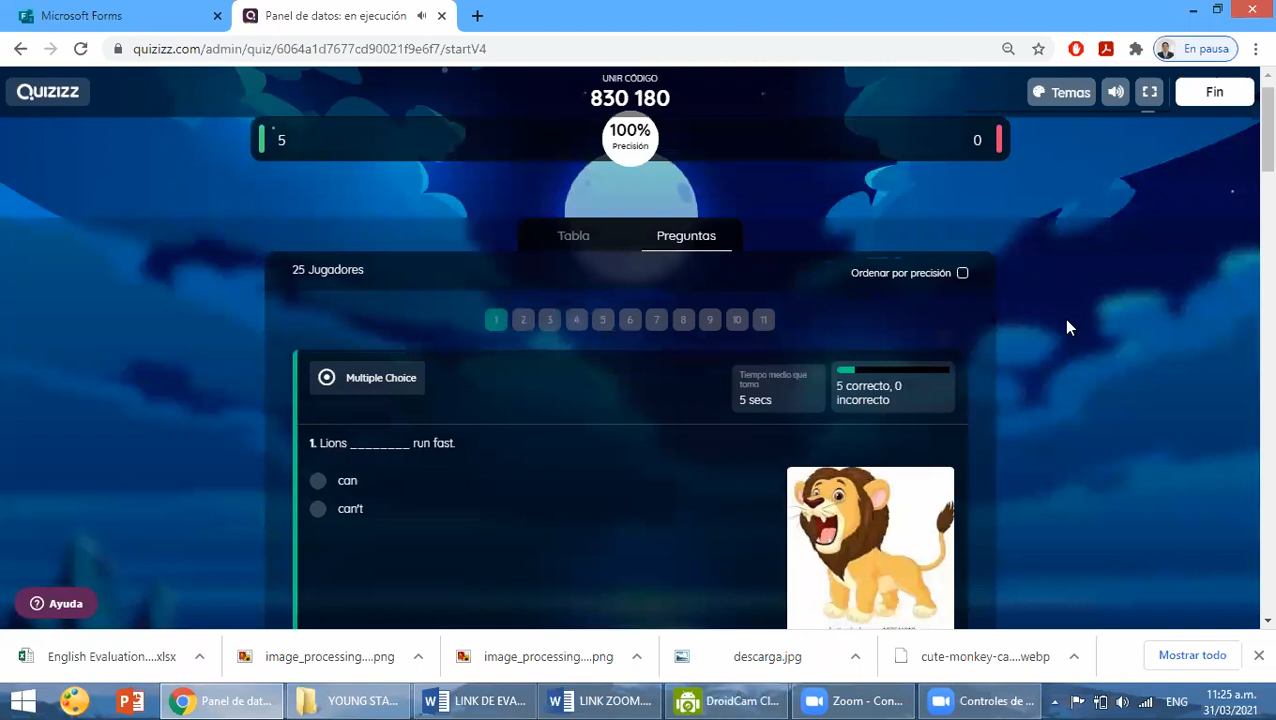 Microsoft Forms
Panel de datos: en ejecución
quizizz.com/admin/quiz/6064a1d7677cd90021f9e6f7/startV4
En pausa
QUIZIZZ
UNIR CÓDIGO
830 180
Temas
Fin
5
100%
Precisión
0
Tabla
Preguntas
25 Jugadores
Ordenar por precisión
1 2 3 4 5 6 7 8 9 10 11
Multiple Choice
Tiempo medio que
toma
5 secs
5 correcto, 0
incorrecto
1. Lions ________ run fast.
can
can't
Ayuda
English Evaluation....xlsx
image_processing....png
image_processing....png
descarga.jpg
cute-monkey-ca....webp
Mostrar todo
Panel de dat...
YOUNG STA...
LINK DE EVA...
LINK ZOOM....
DroidCam Cl...
Zoom - Con...
Controles de ...
ENG
11:25 a.m.
31/03/2021